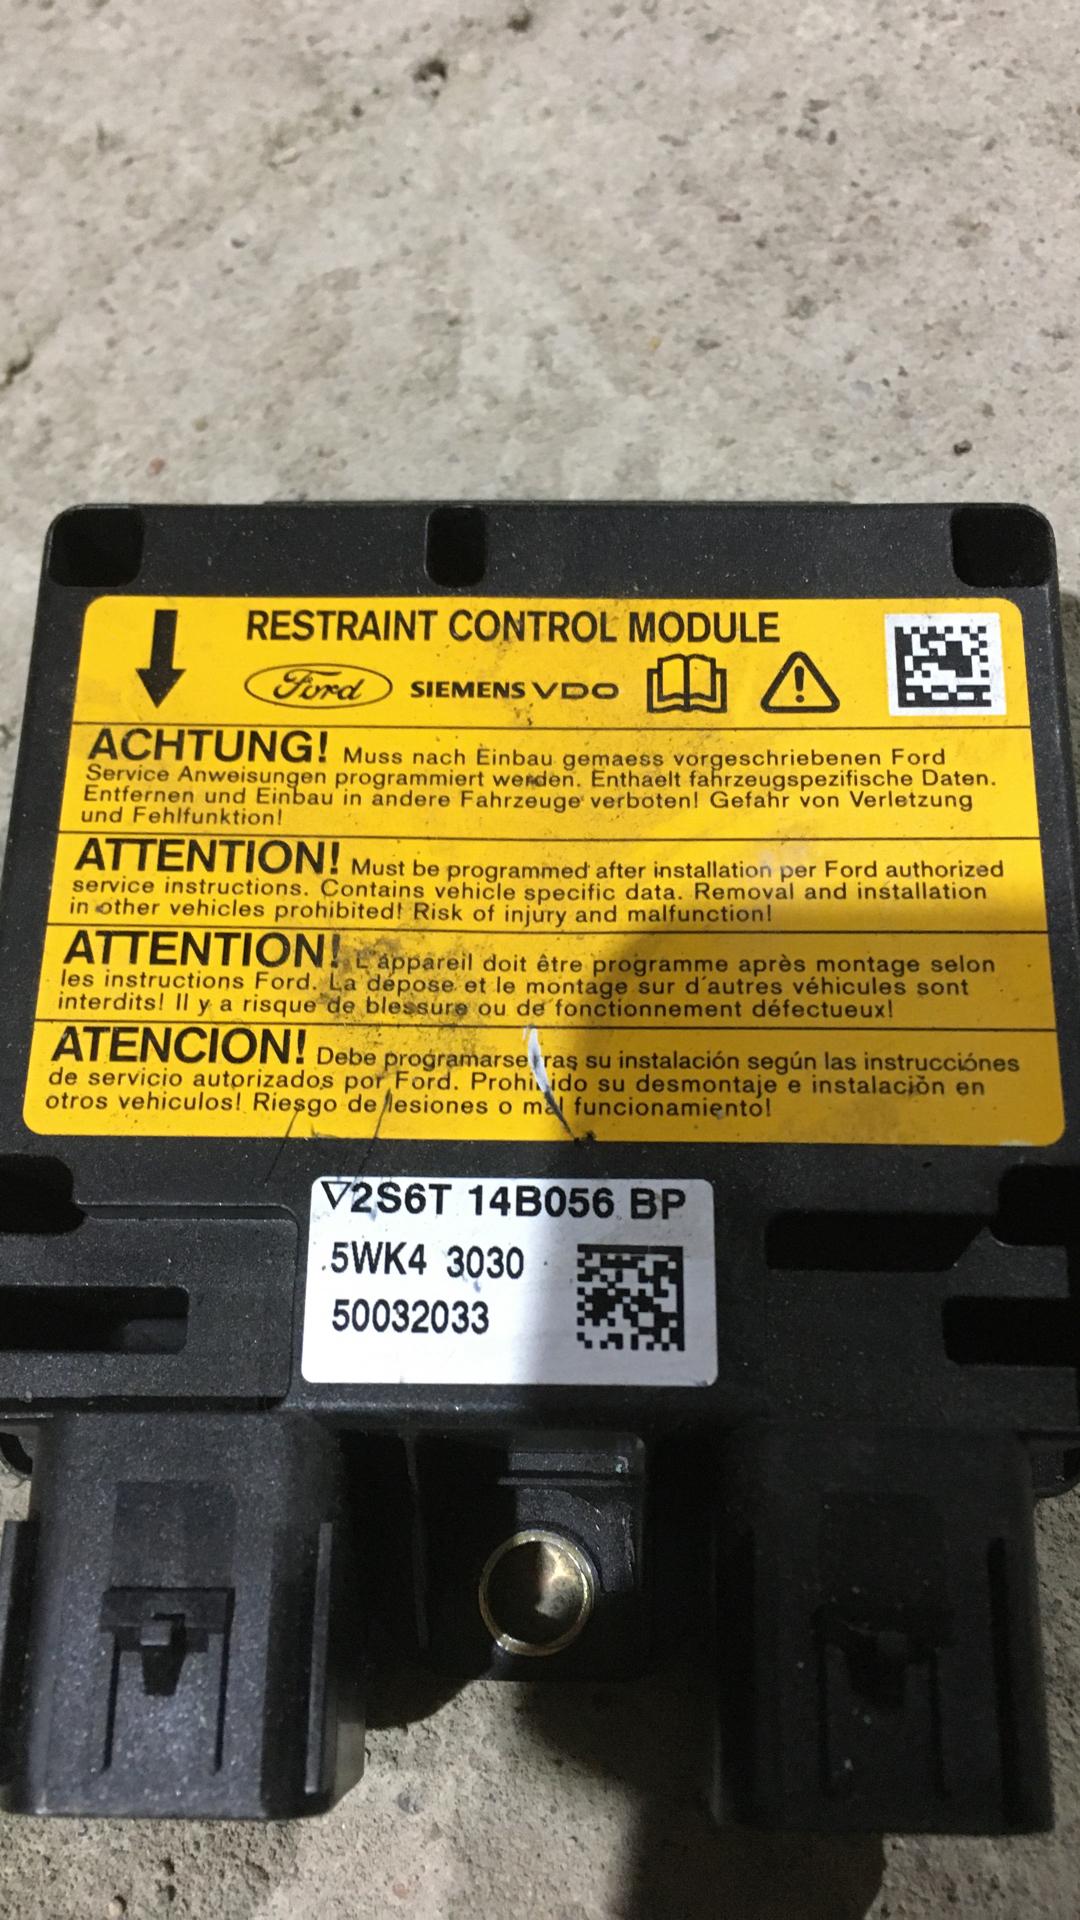 RESTRAINT CONTROL MODULE
Ford SIEMENS VDO
ACHTUNG! Muss nach Einbau gemaess vorgeschriebenen Ford
Service Anweisungen programmiert werden. Enthaelt fahrzeugspezifische Daten.
Entfernen und Einbau in andere Fahrzeuge verboten! Gefahr von Verletzung
und Fehlfunktion!
ATTENTION! Must be programmed after installation per Ford authorized
service instructions. Contains vehicle specific data. Removal and installation
in other vehicles prohibited! Risk of injury and malfunction!
ATTENTION! L'appareil doit être programme après montage selon
les instructions Ford. La dépose et le montage sur d'autres véhicules sont
interdits! Il y a risque de blessure ou de fonctionnement défectueux!
ATENCION! Debe programarse tras su instalación según las instrucciónes
de servicio autorizados por Ford. Prohibido su desmontaje e instalación en
otros vehiculos! Riesgo de lesiones o mal funcionamiento!
▽2S6T 14B056 BP
5WK4 3030
50032033